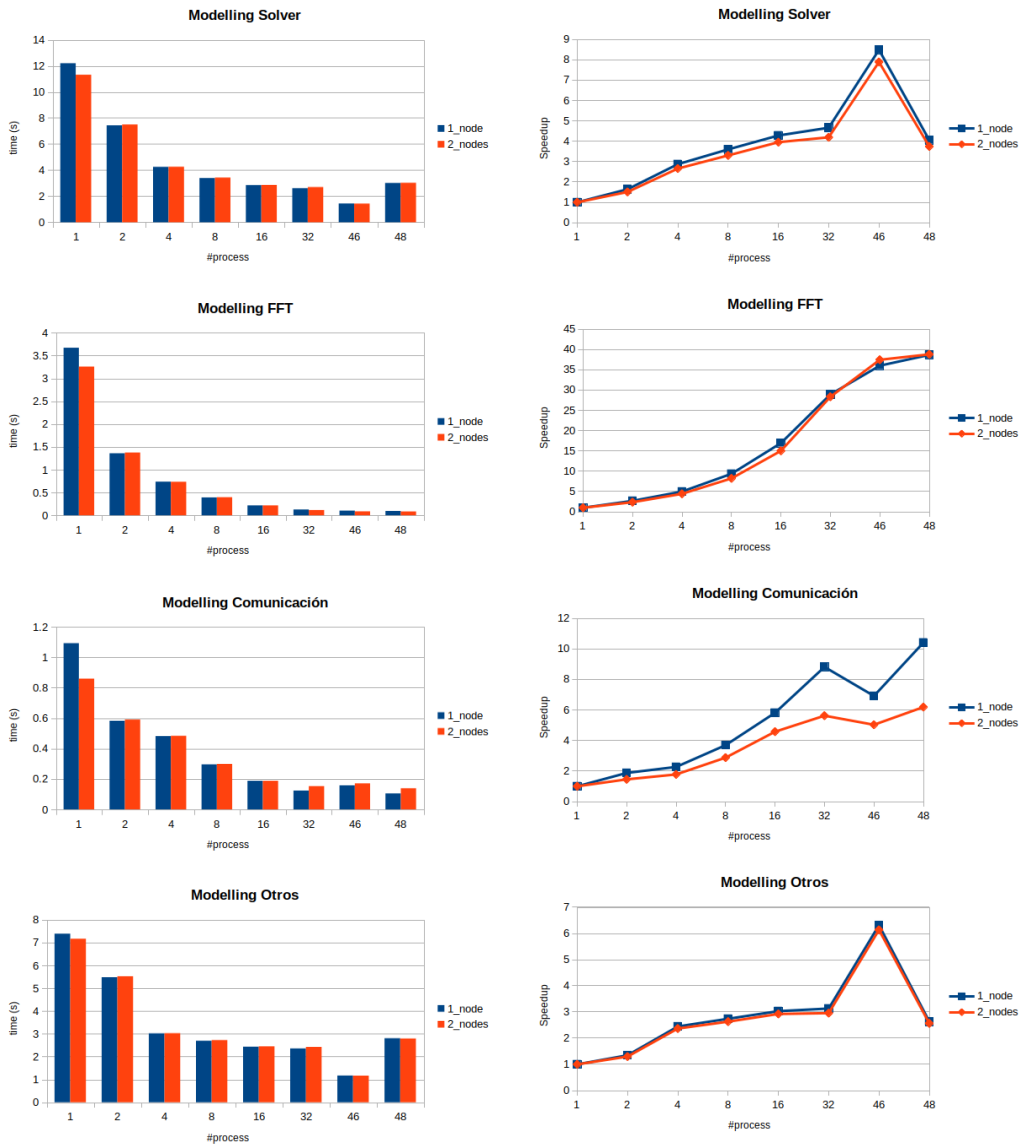 Modelling Solver
14
12
10
8
6
4
2
0
time (s)
1 2 4 8 16 32 46 48
#process
1_node
2_nodes
Modelling Solver
9
8
7
6
5
4
3
2
1
0
Speedup
1 2 4 8 16 32 46 48
#process
1_node
2_nodes
Modelling FFT
4
3.5
3
2.5
2
1.5
1
0.5
0
time (s)
1 2 4 8 16 32 46 48
#process
1_node
2_nodes
Modelling FFT
45
40
35
30
25
20
15
10
5
0
Speedup
1 2 4 8 16 32 46 48
#process
1_node
2_nodes
Modelling Comunicación
1.2
1
0.8
0.6
0.4
0.2
0
time (s)
1 2 4 8 16 32 46 48
#process
1_node
2_nodes
Modelling Comunicación
12
10
8
6
4
2
0
Speedup
1 2 4 8 16 32 46 48
#process
1_node
2_nodes
Modelling Otros
8
7
6
5
4
3
2
1
0
time (s)
1 2 4 8 16 32 46 48
#process
1_node
2_nodes
Modelling Otros
7
6
5
4
3
2
1
0
Speedup
1 2 4 8 16 32 46 48
#process
1_node
2_nodes